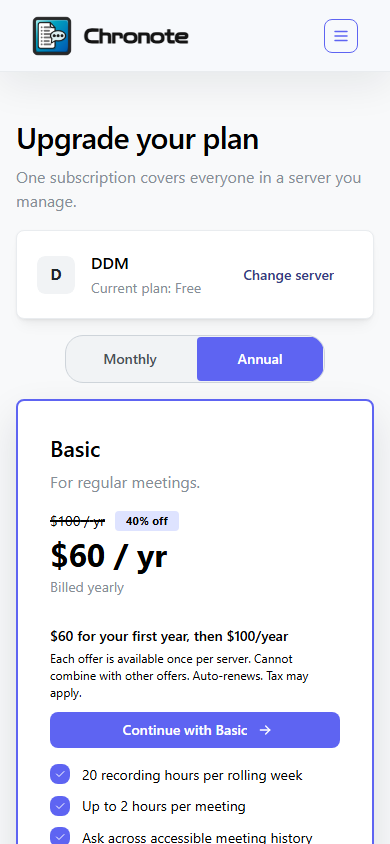 Chronote
Upgrade your plan
One subscription covers everyone in a server you
manage.
D
DDM
Current plan: Free
Change server
Monthly
Annual
Basic
For regular meetings.
$100 / yr
40% off
$60 / yr
Billed yearly
$60 for your first year, then $100/year
Each offer is available once per server. Cannot
combine with other offers. Auto-renews. Tax may
apply.
Continue with Basic →
20 recording hours per rolling week
Up to 2 hours per meeting
Ask across accessible meeting history